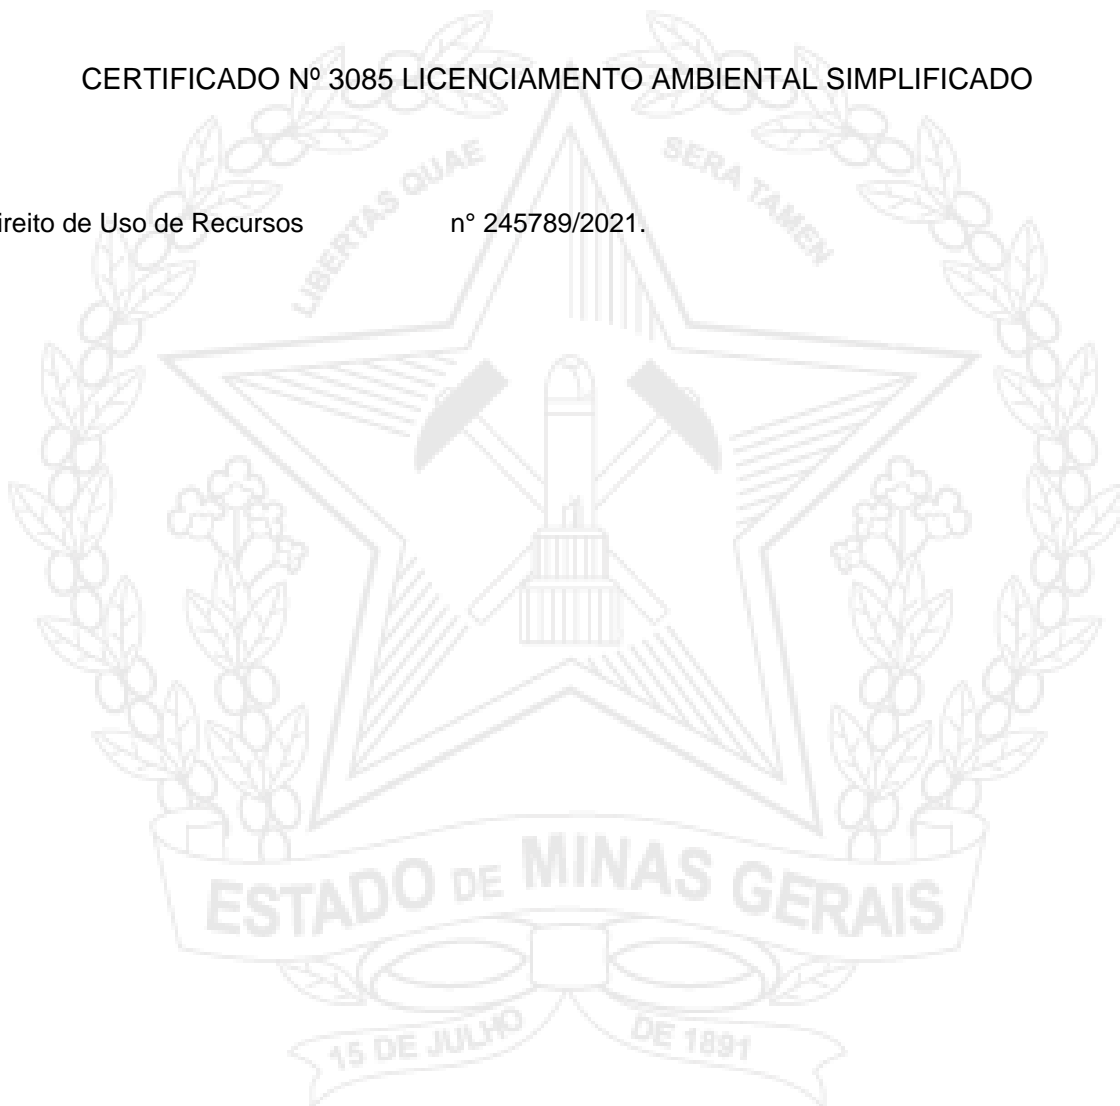 CERTIFICADO Nº 3085 LICENCIAMENTO AMBIENTAL SIMPLIFICADO
LIBERTAS QUAE SERA TAMEN
ireito de Uso de Recursos n° 245789/2021.
ESTADO DE MINAS GERAIS
15 DE JULHO DE 1891